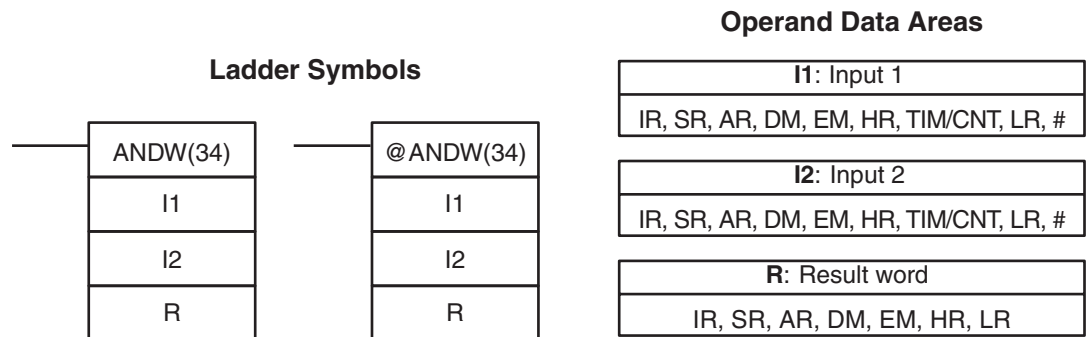 Ladder Symbols
ANDW(34)
I1
I2
R
@ANDW(34)
I1
I2
R
Operand Data Areas
I1: Input 1
IR, SR, AR, DM, EM, HR, TIM/CNT, LR, #
I2: Input 2
IR, SR, AR, DM, EM, HR, TIM/CNT, LR, #
R: Result word
IR, SR, AR, DM, EM, HR, LR